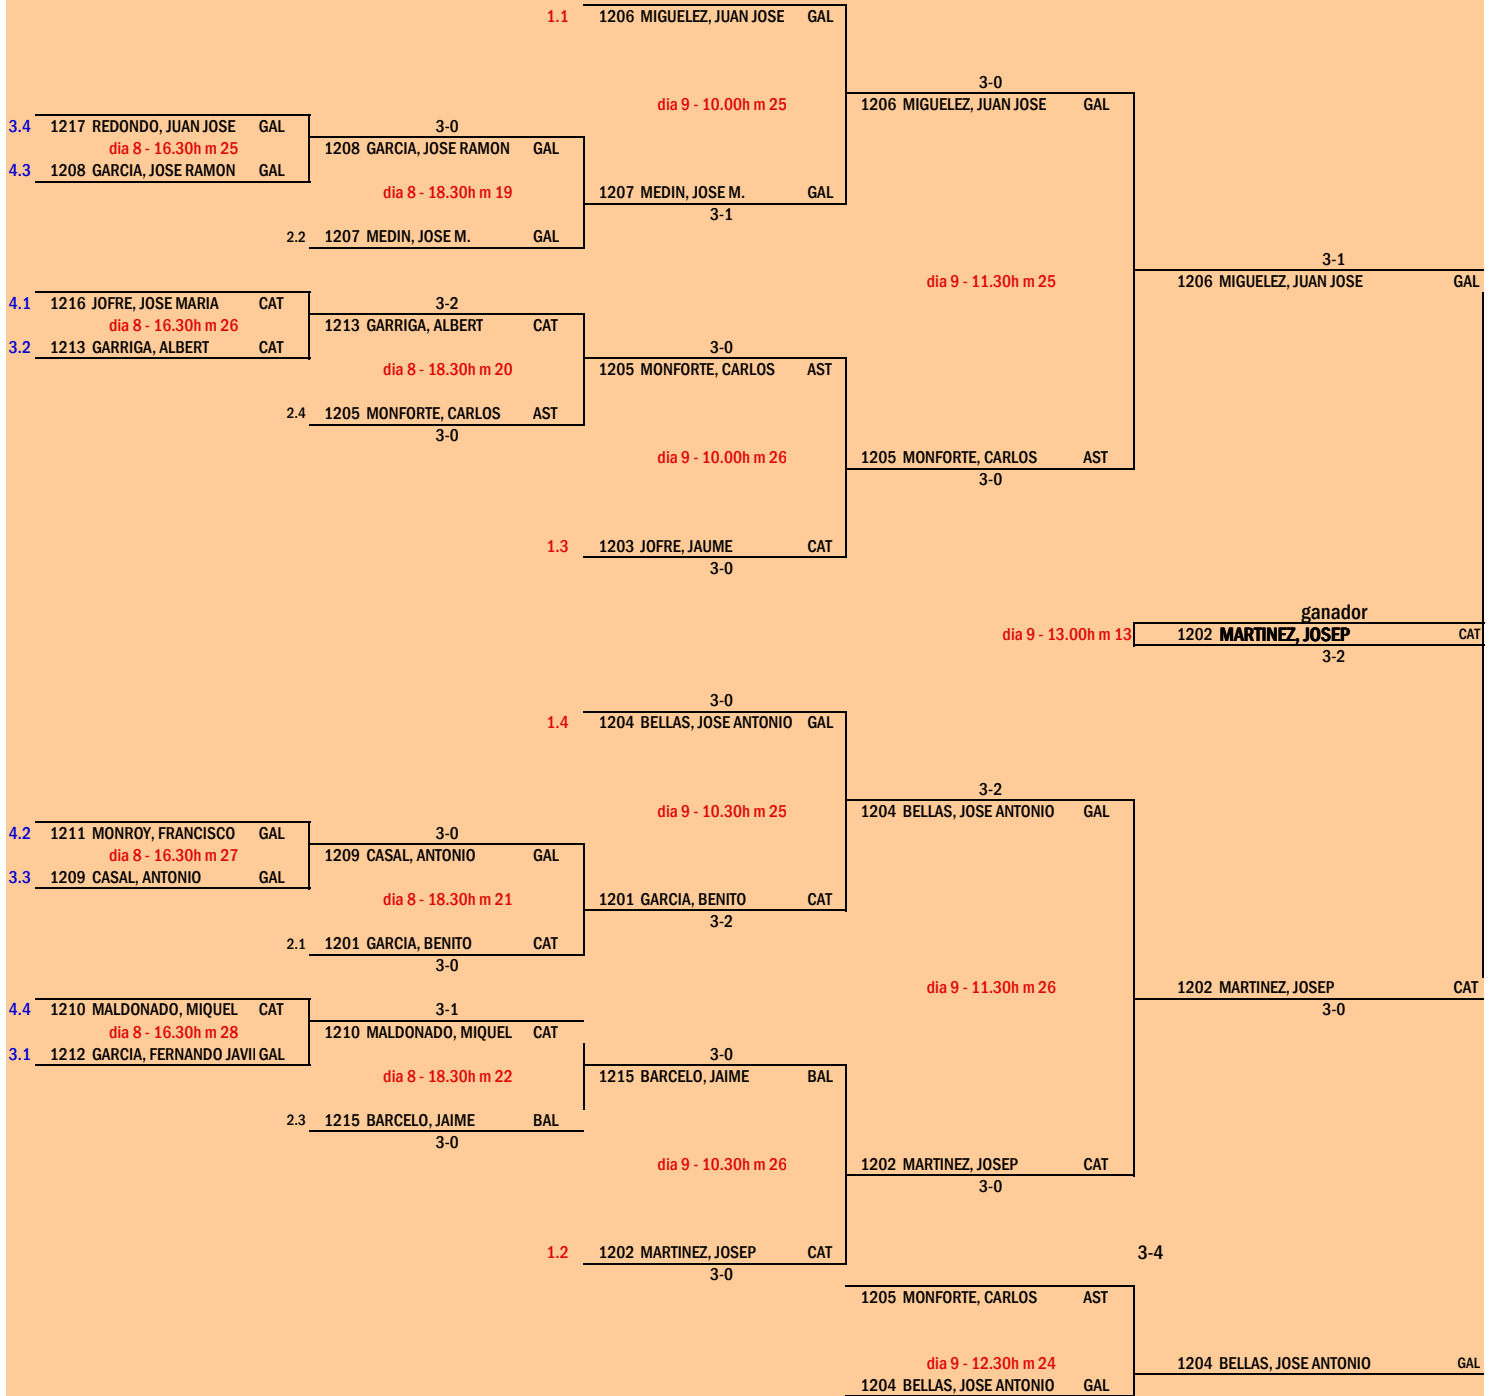 1.1 1206 MIGUELEZ, JUAN JOSE GAL
3-0
dia 9 - 10.00h m 25 1206 MIGUELEZ, JUAN JOSE GAL
3.4 1217 REDONDO, JUAN JOSE GAL 3-0
dia 8 - 16.30h m 25 1208 GARCIA, JOSE RAMON GAL
4.3 1208 GARCIA, JOSE RAMON GAL
dia 8 - 18.30h m 19 1207 MEDIN, JOSE M. GAL
3-1
2.2 1207 MEDIN, JOSE M. GAL
3-1
dia 9 - 11.30h m 25 1206 MIGUELEZ, JUAN JOSE GAL
4.1 1216 JOFRE, JOSE MARIA CAT 3-2
dia 8 - 16.30h m 26 1213 GARRIGA, ALBERT CAT
3.2 1213 GARRIGA, ALBERT CAT 3-0
dia 8 - 18.30h m 20 1205 MONFORTE, CARLOS AST
2.4 1205 MONFORTE, CARLOS AST
3-0
dia 9 - 10.00h m 26 1205 MONFORTE, CARLOS AST
3-0
1.3 1203 JOFRE, JAUME CAT
3-0
ganador
dia 9 - 13.00h m 13 1202 MARTINEZ, JOSEP CAT
3-2
3-0
1.4 1204 BELLAS, JOSE ANTONIO GAL
3-2
dia 9 - 10.30h m 25 1204 BELLAS, JOSE ANTONIO GAL
4.2 1211 MONROY, FRANCISCO GAL 3-0
dia 8 - 16.30h m 27 1209 CASAL, ANTONIO GAL
3.3 1209 CASAL, ANTONIO GAL
dia 8 - 18.30h m 21 1201 GARCIA, BENITO CAT
3-2
2.1 1201 GARCIA, BENITO CAT
3-0
dia 9 - 11.30h m 26 1202 MARTINEZ, JOSEP CAT
4.4 1210 MALDONADO, MIQUEL CAT 3-1 3-0
dia 8 - 16.30h m 28 1210 MALDONADO, MIQUEL CAT
3.1 1212 GARCIA, FERNANDO JAVII GAL 3-0
dia 8 - 18.30h m 22 1215 BARCELO, JAIME BAL
2.3 1215 BARCELO, JAIME BAL
3-0
dia 9 - 10.30h m 26 1202 MARTINEZ, JOSEP CAT
3-0
1.2 1202 MARTINEZ, JOSEP CAT 3-4
3-0
1205 MONFORTE, CARLOS AST
dia 9 - 12.30h m 24 1204 BELLAS, JOSE ANTONIO GAL
1204 BELLAS, JOSE ANTONIO GAL